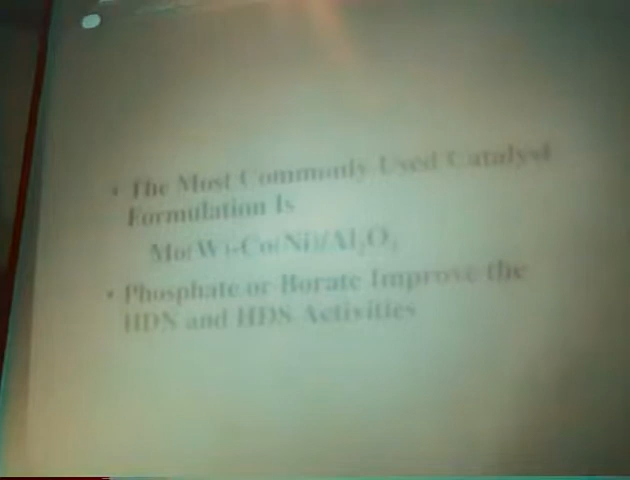 • The Most Commonly Used Catalyst
Formulation Is
Mo(W)-Co(Ni)/Al₂O₃
• Phosphate or Borate Improve the
HDN and HDS Activities